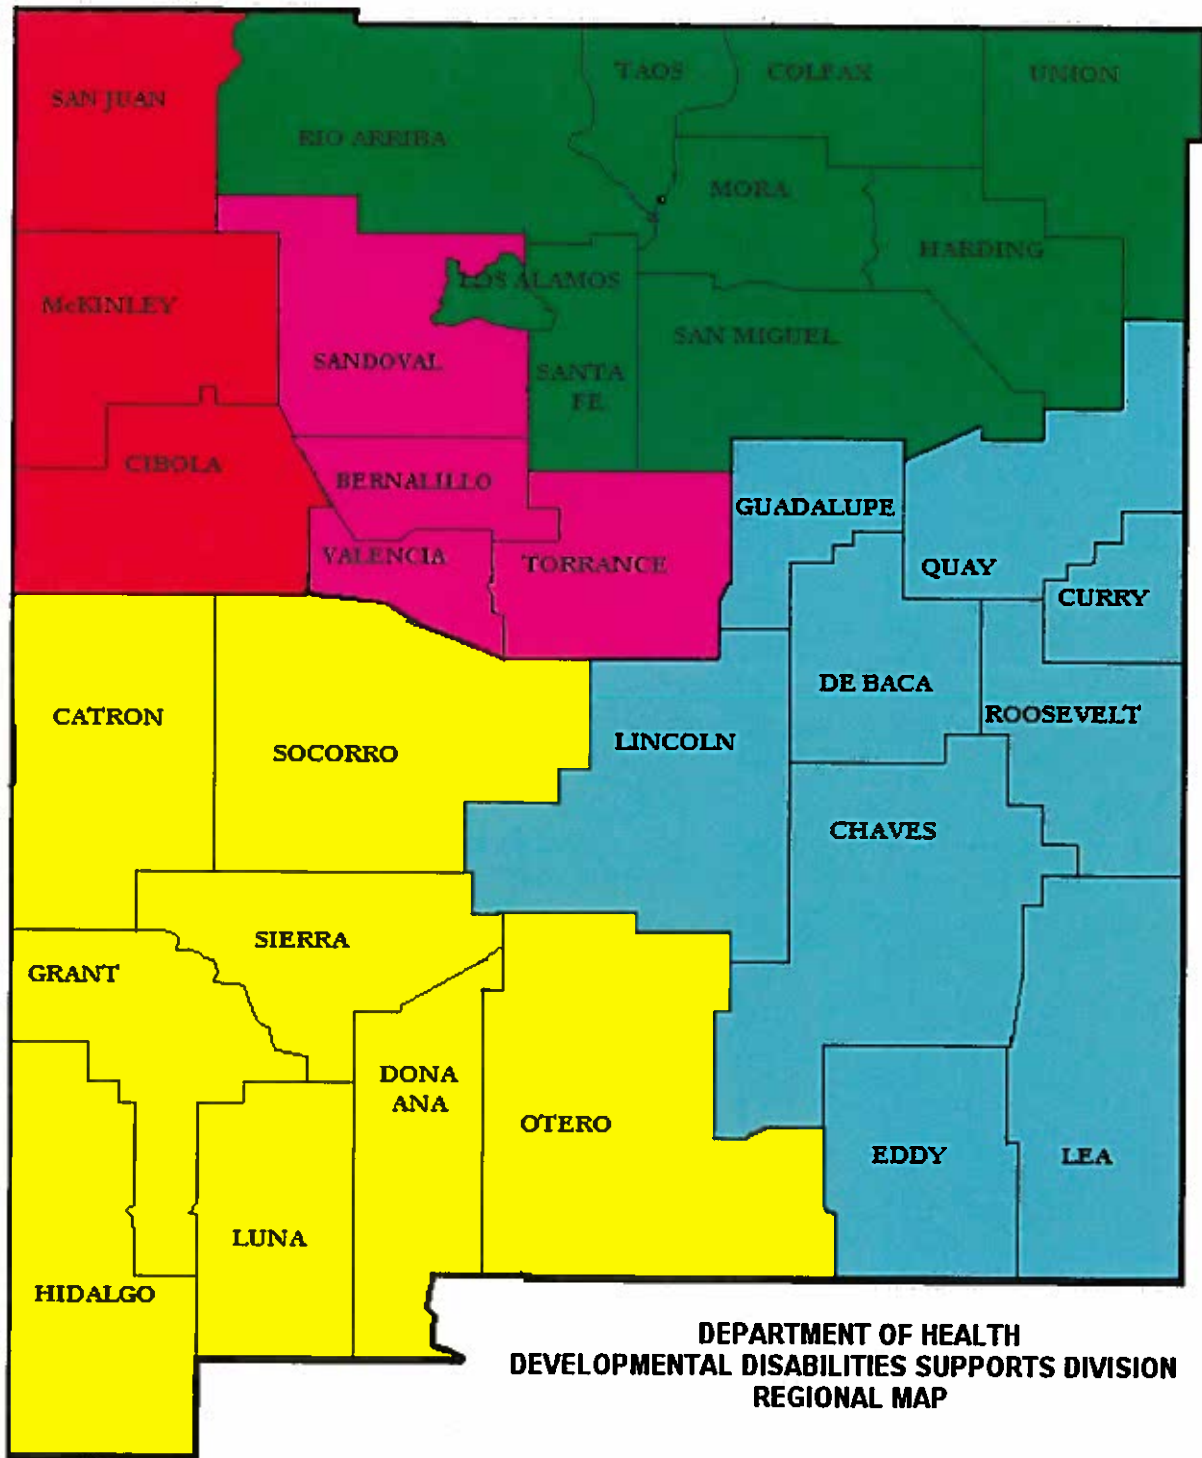 TAOS
COLFAX
UNION
SAN JUAN
RIO ARRIBA
MORA
HARDING
LOS ALAMOS
McKINLEY
SAN MIGUEL
SANDOVAL
SANTA
FE
CIBOLA
BERNALILLO
GUADALUPE
VALENCIA
TORRANCE
QUAY
CURRY
DE BACA
ROOSEVELT
CATRON
SOCORRO
LINCOLN
CHAVES
SIERRA
GRANT
DONA
ANA
OTERO
EDDY
LEA
LUNA
HIDALGO
DEPARTMENT OF HEALTH
DEVELOPMENTAL DISABILITIES SUPPORTS DIVISION
REGIONAL MAP